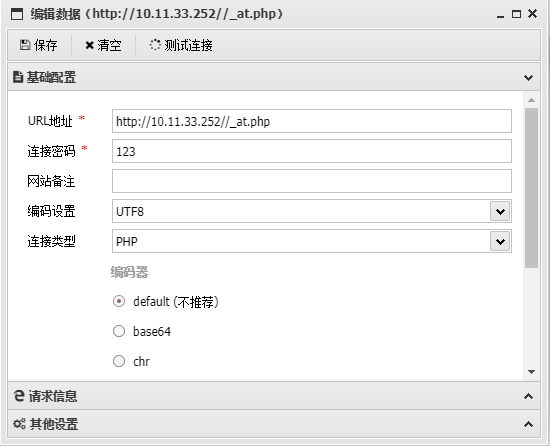 编辑数据 (http://10.11.33.252//_at.php)
保存 清空 测试连接
基础配置
URL地址 * http://10.11.33.252//_at.php
连接密码 * 123
网站备注
编码设置 UTF8
连接类型 PHP
编码器
default (不推荐)
base64
chr
请求信息
其他设置